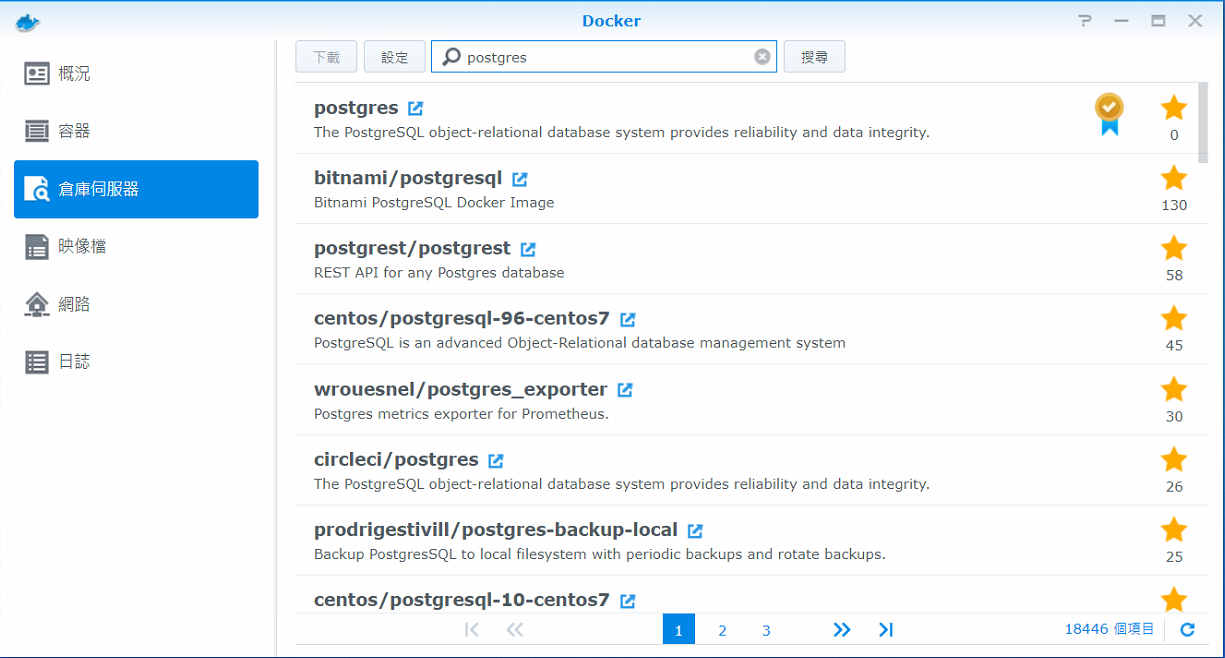 Docker
概況
容器
倉庫伺服器
映像檔
網路
日誌
下載 設定 postgres 搜尋
postgres
The PostgreSQL object-relational database system provides reliability and data integrity.
0
bitnami/postgresql
Bitnami PostgreSQL Docker Image
130
postgrest/postgrest
REST API for any Postgres database
58
centos/postgresql-96-centos7
PostgreSQL is an advanced Object-Relational database management system
45
wrouesnel/postgres_exporter
Postgres metrics exporter for Prometheus.
30
circleci/postgres
The PostgreSQL object-relational database system provides reliability and data integrity.
26
prodrigestivill/postgres-backup-local
Backup PostgresSQL to local filesystem with periodic backups and rotate backups.
25
centos/postgresql-10-centos7
1 2 3 18446 個項目